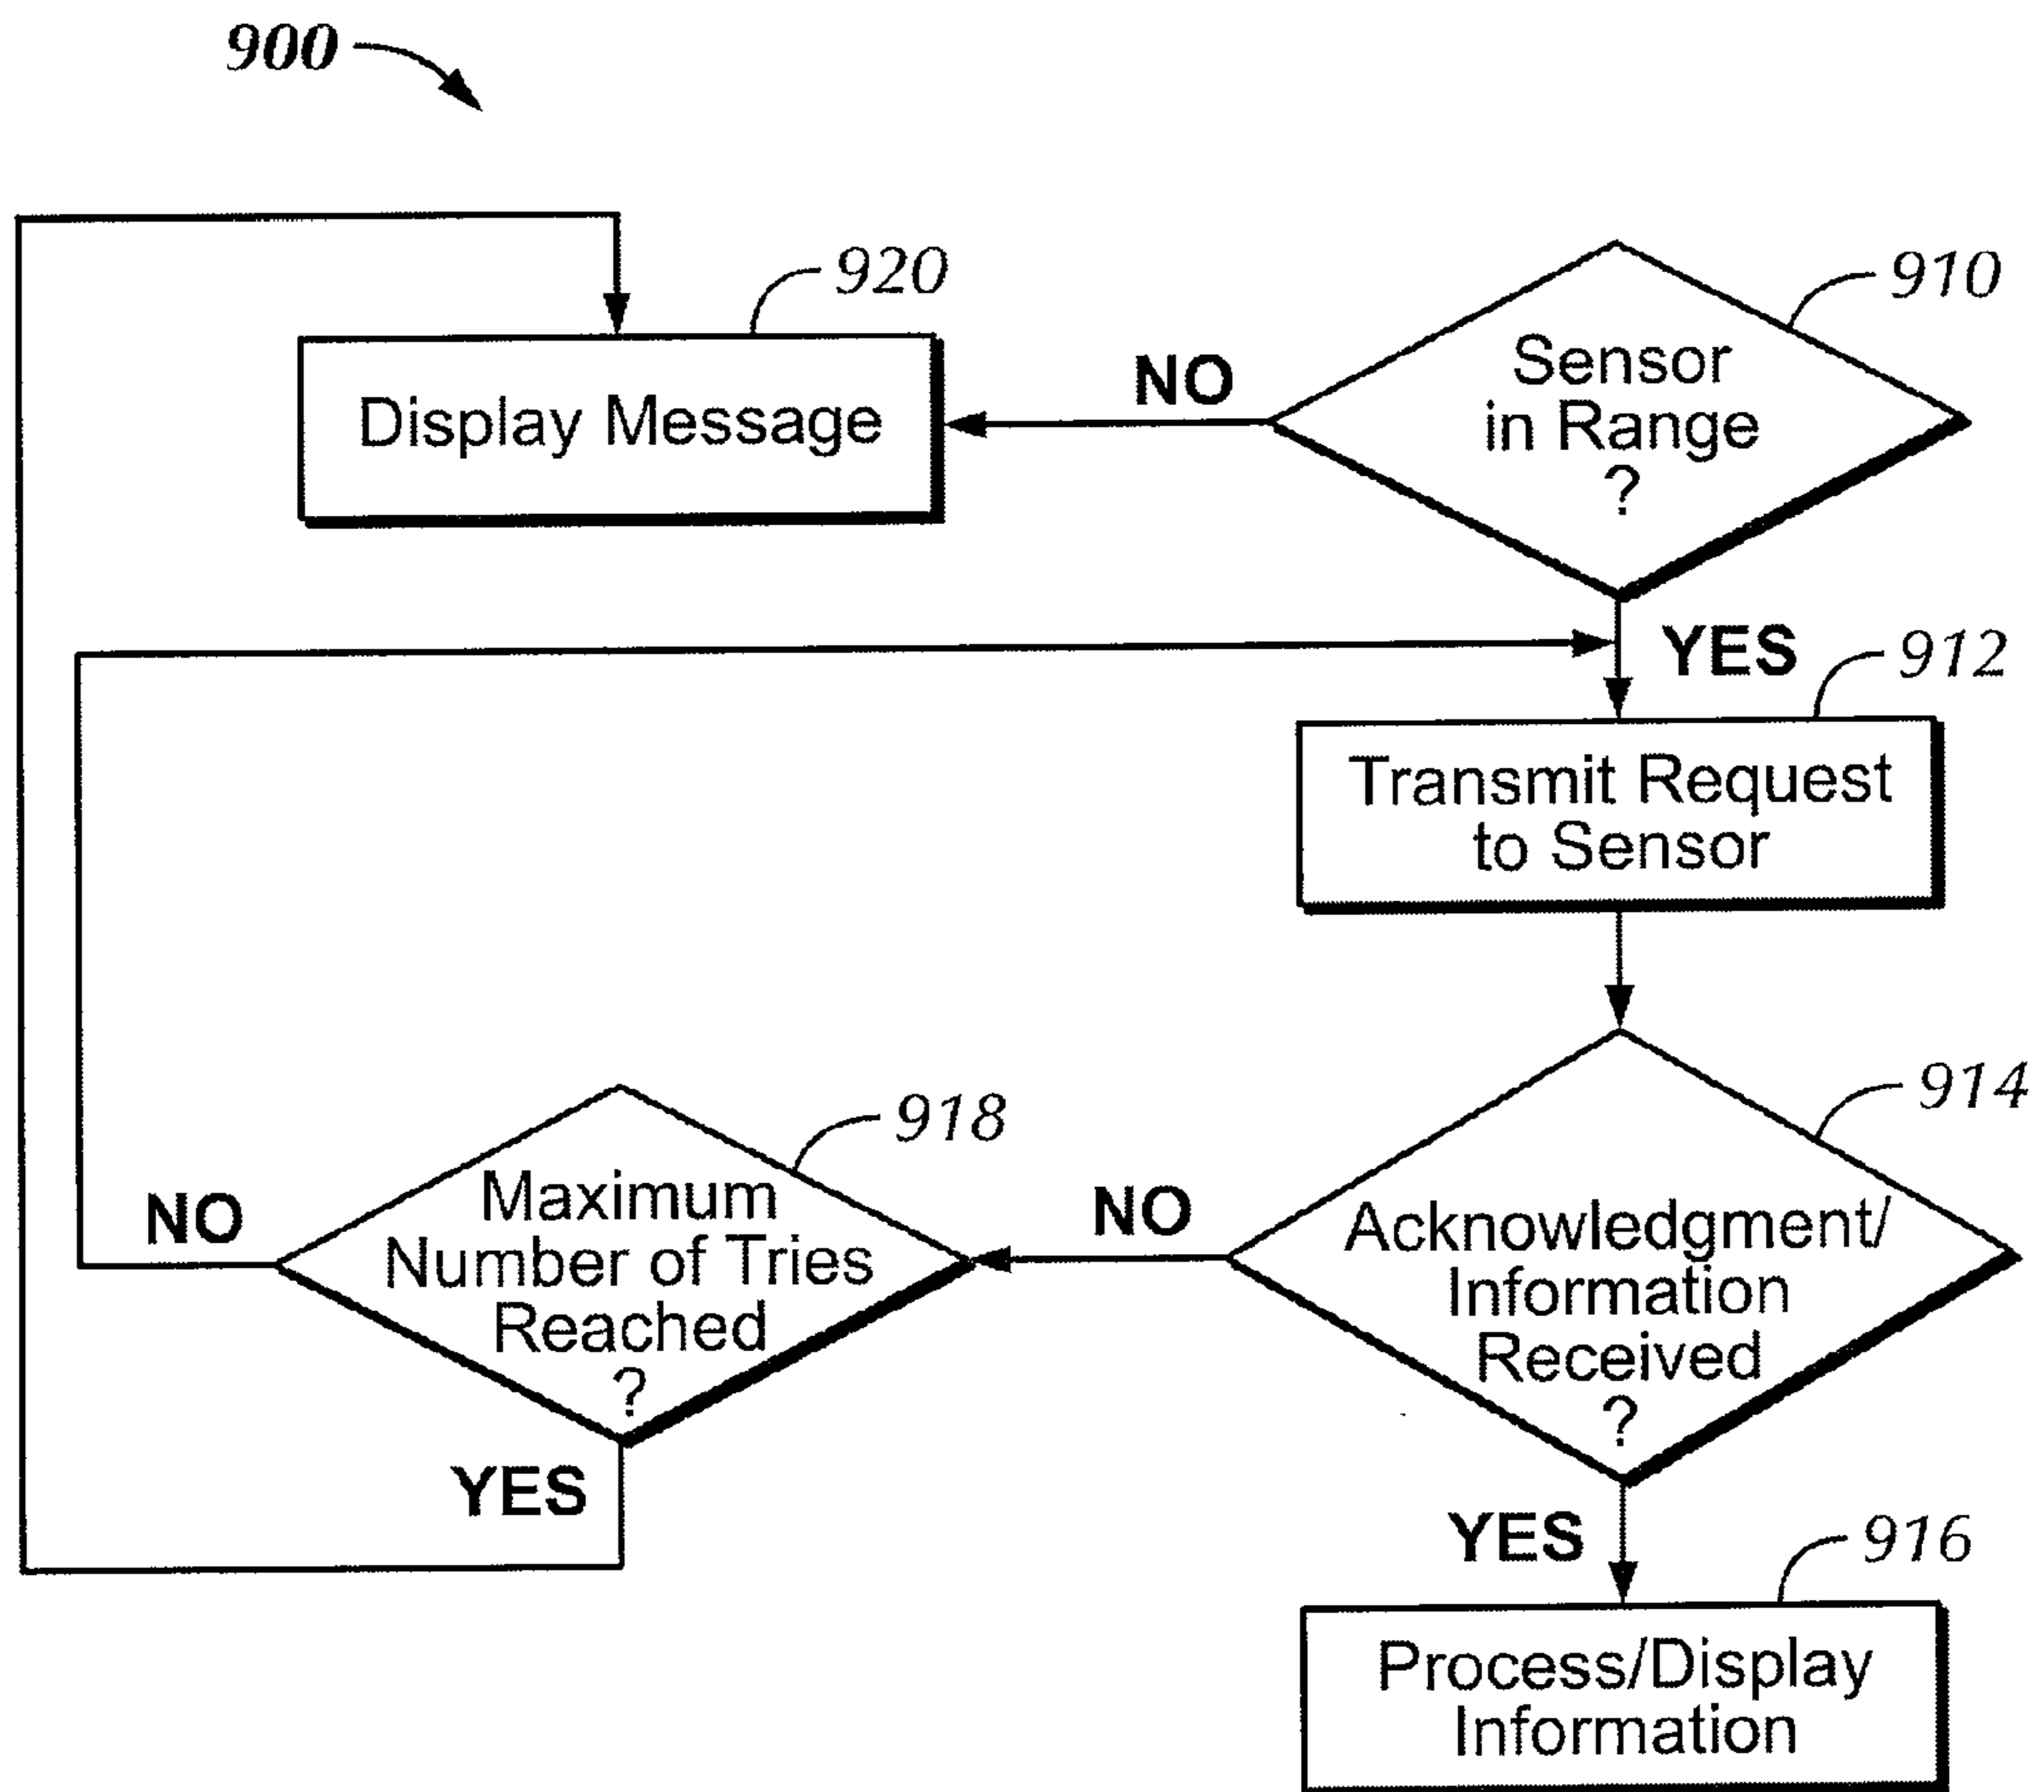 900
920
Display Message
NO
910
Sensor
in Range
?
YES
912
Transmit Request
to Sensor
914
Acknowledgment/
Information
Received
?
NO
918
Maximum
Number of Tries
Reached
?
NO
YES
YES
916
Process/Display
Information